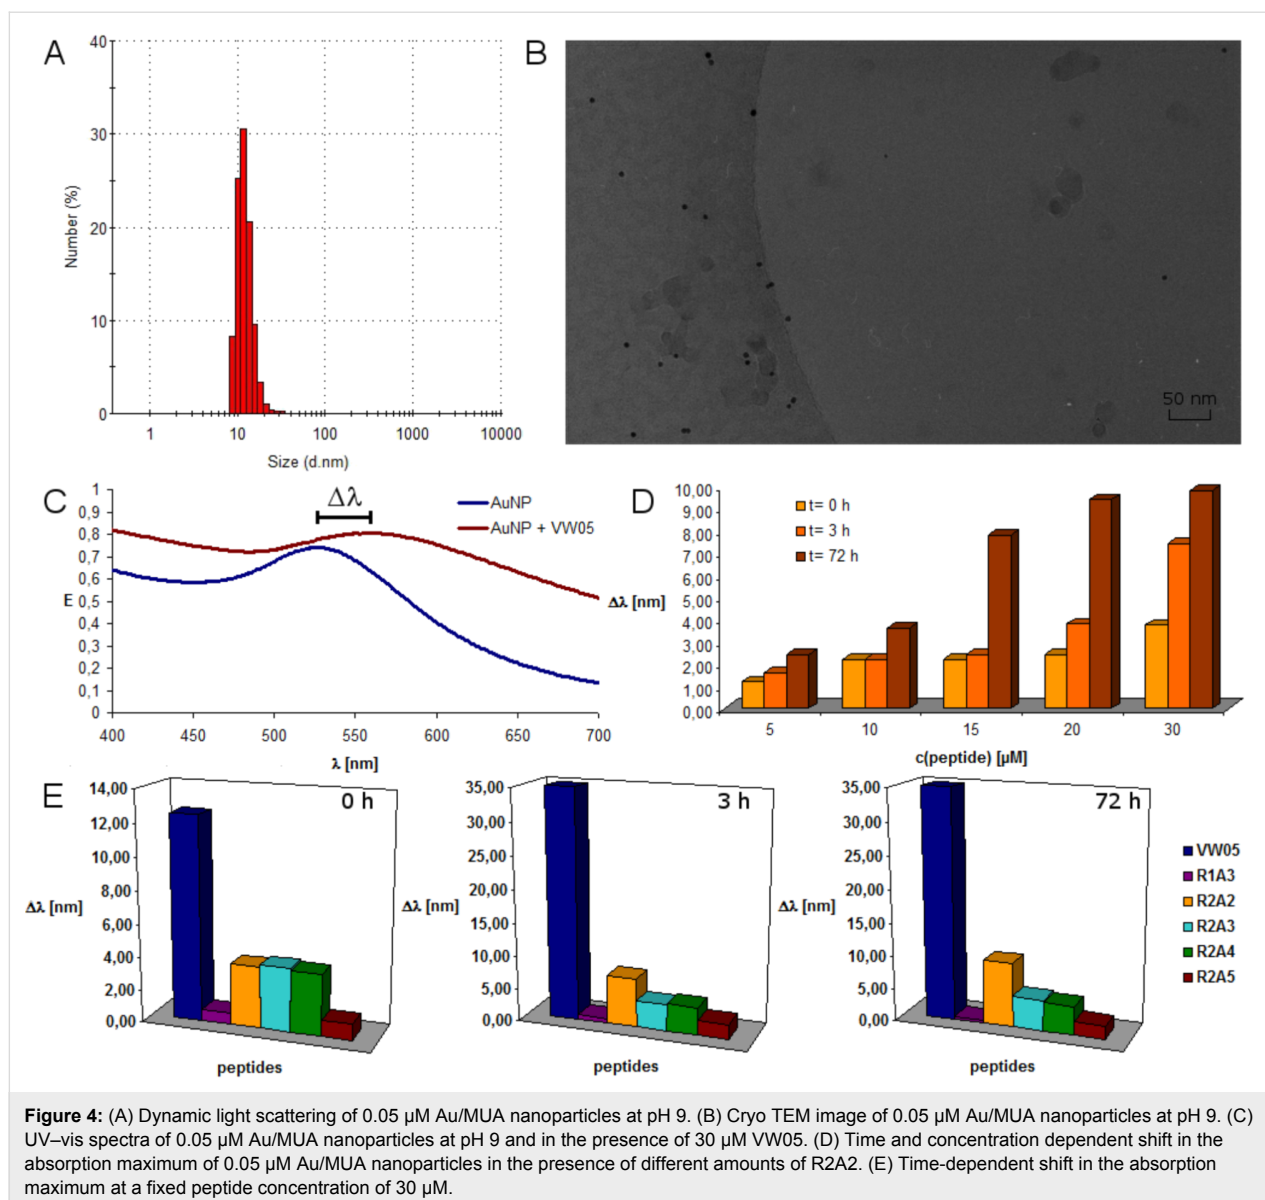 A
40
30
20
10
0
Number (%)
1
10
100
1000
10000
Size (d.nm)
B
50 nm
C
1
0,9
0,8
0,7
0,6
E 0,5
0,4
0,3
0,2
0,1
0
Δλ
AuNP
AuNP + VW05
400
450
500
550
600
650
700
λ [nm]
D
10,00
9,00
8,00
7,00
6,00
Δλ [nm] 5,00
4,00
3,00
2,00
1,00
0,00
t= 0 h
t= 3 h
t= 72 h
5
10
15
20
30
c(peptide) [µM]
E
14,00
12,00
10,00
8,00
Δλ [nm]
6,00
4,00
2,00
0,00
0 h
peptides
35,00
30,00
25,00
20,00
Δλ [nm]
15,00
10,00
5,00
0,00
3 h
peptides
35,00
30,00
25,00
20,00
Δλ [nm]
15,00
10,00
5,00
0,00
72 h
peptides
VW05
R1A3
R2A2
R2A3
R2A4
R2A5
Figure 4: (A) Dynamic light scattering of 0.05 µM Au/MUA nanoparticles at pH 9. (B) Cryo TEM image of 0.05 µM Au/MUA nanoparticles at pH 9. (C)
UV–vis spectra of 0.05 µM Au/MUA nanoparticles at pH 9 and in the presence of 30 µM VW05. (D) Time and concentration dependent shift in the
absorption maximum of 0.05 µM Au/MUA nanoparticles in the presence of different amounts of R2A2. (E) Time-dependent shift in the absorption
maximum at a fixed peptide concentration of 30 µM.